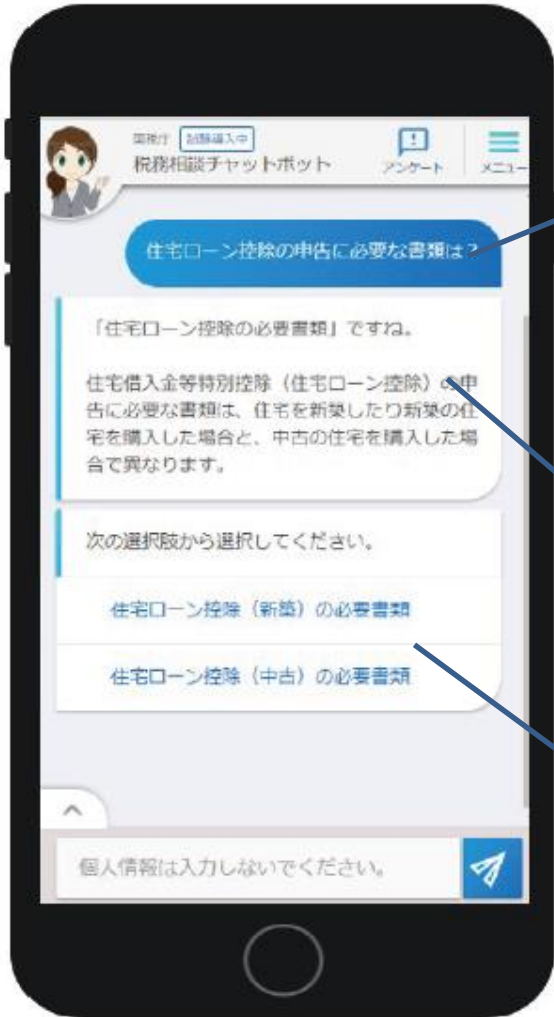 国税庁 試験導入中
税務相談チャットボット
アンケート
メニュー
住宅ローン控除の申告に必要な書類は?
「住宅ローン控除の必要書類」ですね。
住宅借入金等特別控除（住宅ローン控除）の申
告に必要な書類は、住宅を新築したり新築の住
宅を購入した場合と、中古の住宅を購入した場
合で異なります。
次の選択肢から選択してください。
住宅ローン控除（新築）の必要書類
住宅ローン控除（中古）の必要書類
個人情報は入力しないでください。